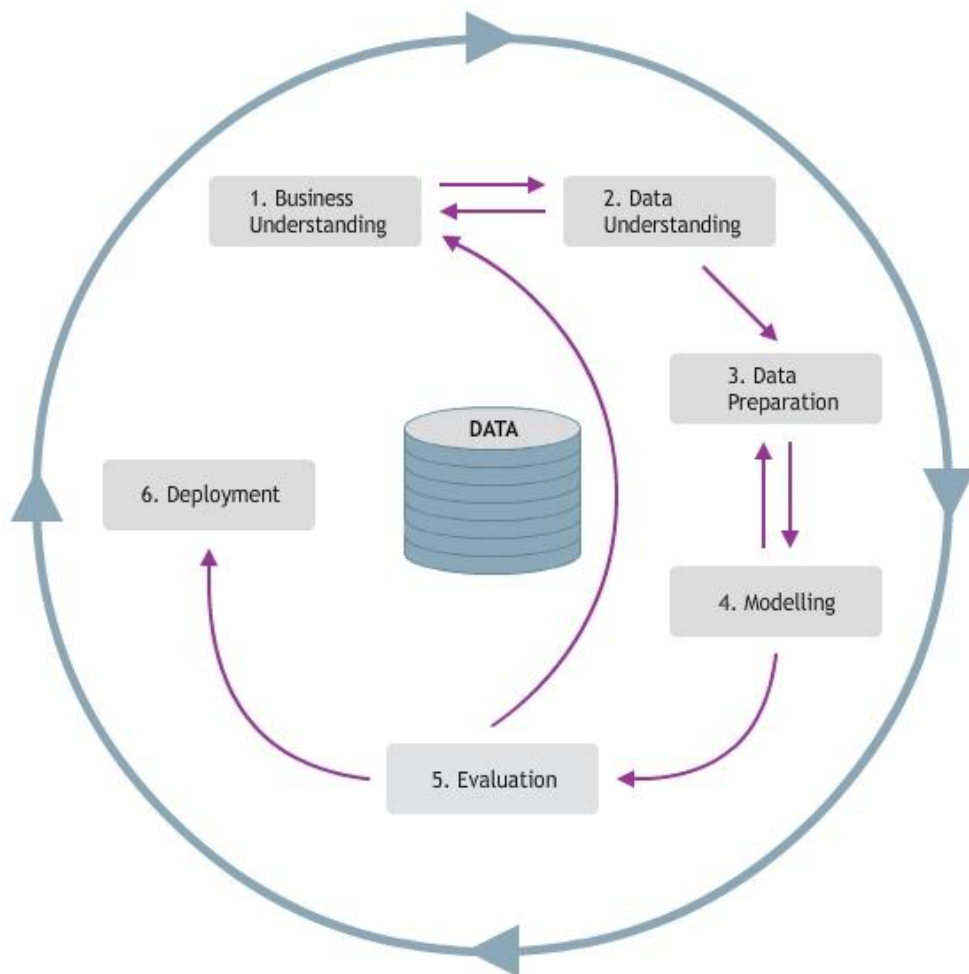 1. Business
Understanding
2. Data
Understanding
3. Data
Preparation
DATA
6. Deployment
4. Modelling
5. Evaluation